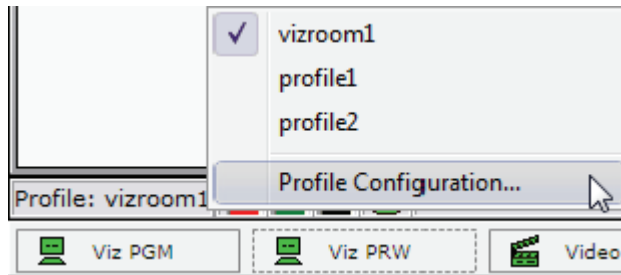 vizroom1
profile1
profile2
Profile Configuration...
Profile: vizroom1
Viz PGM
Viz PRW
Video